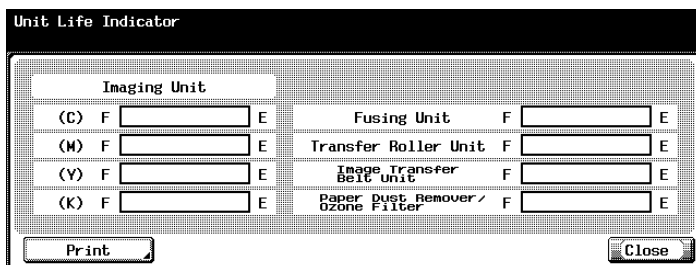 Unit Life Indicator
Imaging Unit
(C) F E Fusing Unit F E
(M) F E Transfer Roller Unit F E
(Y) F E Image Transfer
Belt Unit F E
(K) F E Paper Dust Remover/
Ozone Filter F E
Print Close